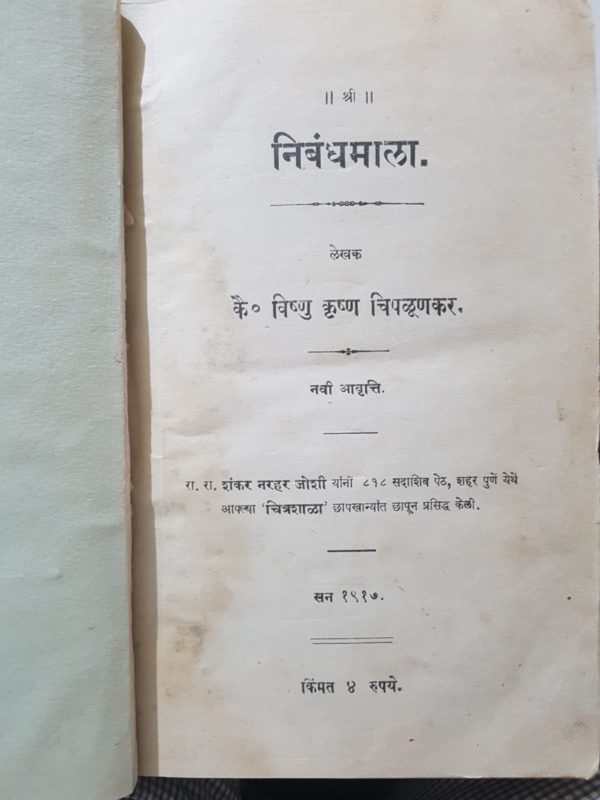 ॥ श्री ॥
निबंधमाला.
लेखक
कै० विष्णु कृष्ण चिपळूणकर.
नवी आवृत्ति.
रा. रा. शंकर नरहर जोशी यांनीं ८१८ सदाशिव पेठ, शहर पुणें येथें
आपल्या 'चित्रशाळा' छापखान्यांत छापून प्रसिद्ध केली.
सन १९१७.
किंमत ४ रुपये.